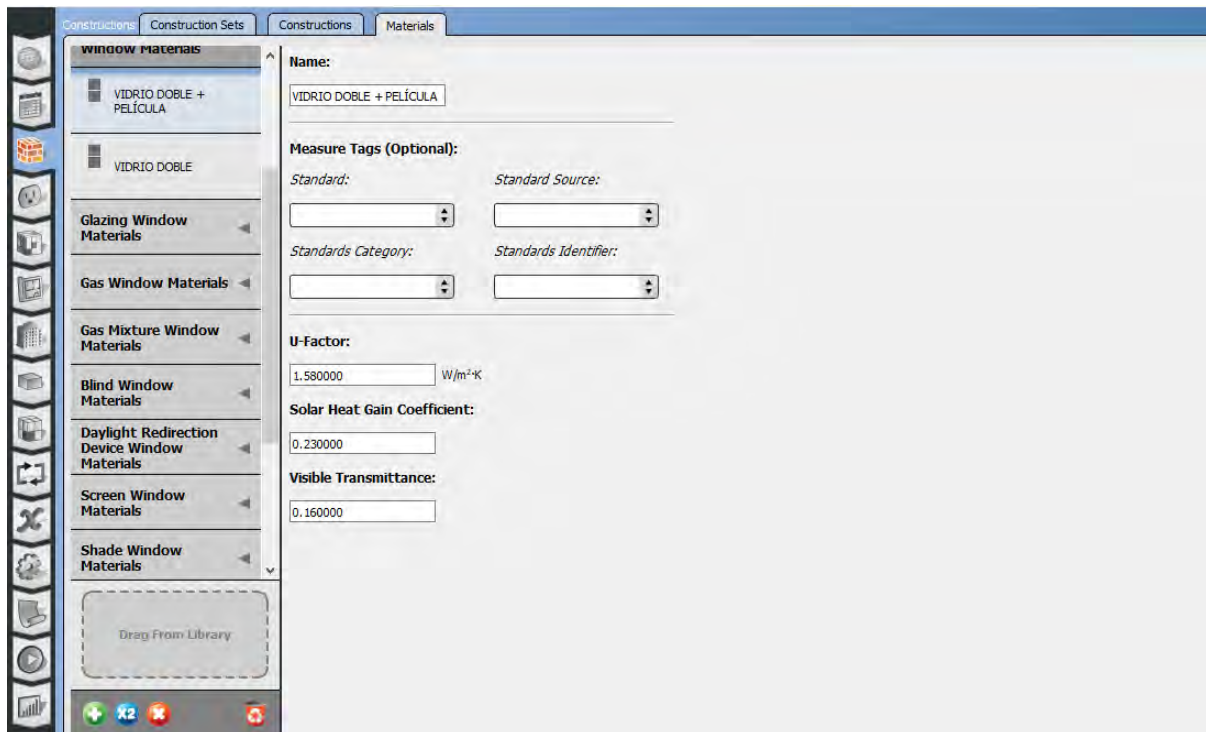 Constructions
Construction Sets
Constructions
Materials
Window Materials
VIDRIO DOBLE +
PELÍCULA
VIDRIO DOBLE
Glazing Window
Materials
Gas Window Materials
Gas Mixture Window
Materials
Blind Window
Materials
Daylight Redirection
Device Window
Materials
Screen Window
Materials
Shade Window
Materials
Drag From Library
X2
Name:
VIDRIO DOBLE + PELÍCULA
Measure Tags (Optional):
Standard: Standard Source:
Standards Category: Standards Identifier:
U-Factor:
1.580000 W/m²·K
Solar Heat Gain Coefficient:
0.230000
Visible Transmittance:
0.160000